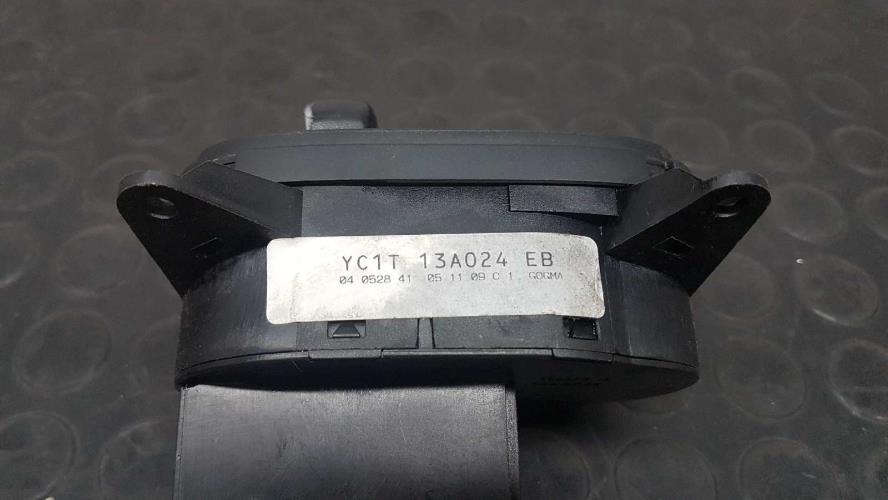 YC1T 13A024 EB
04 0528 41 05 11 09 C 1 GOQMA